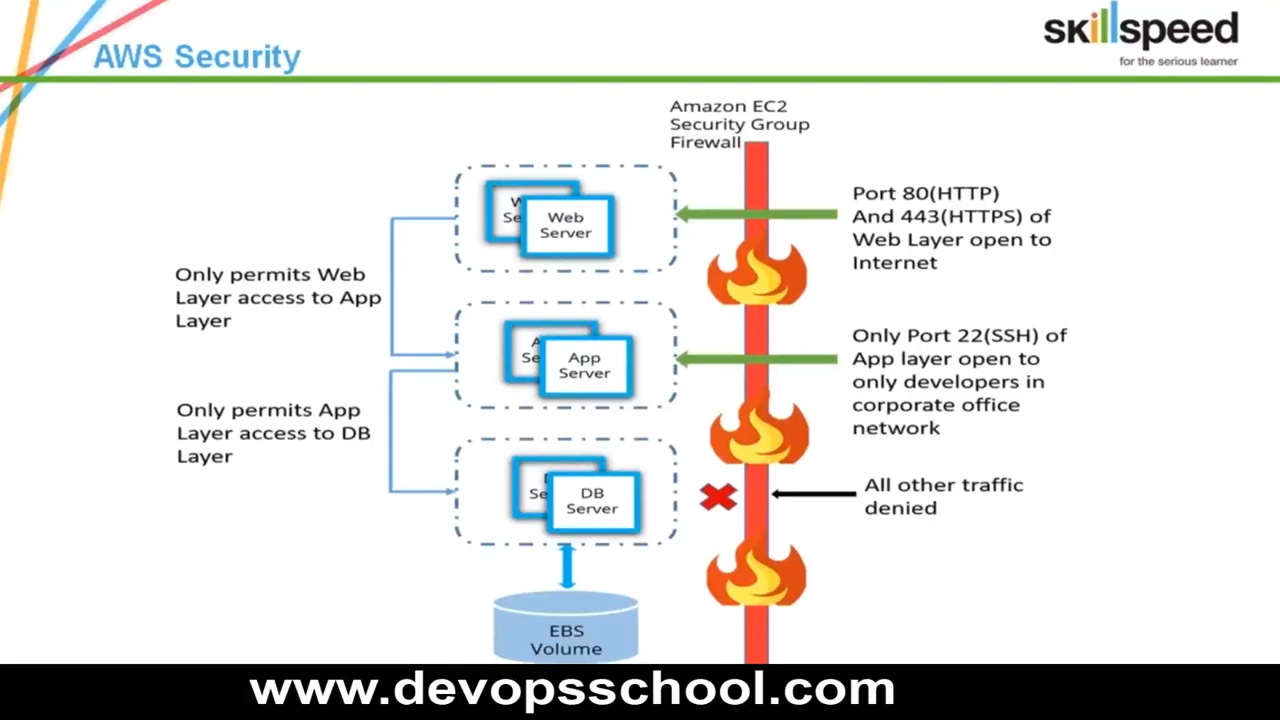 AWS Security
skillspeed
for the serious learner
Amazon EC2
Security Group
Firewall
Web
Server
Port 80(HTTP)
And 443(HTTPS) of
Web Layer open to
Internet
Only permits Web
Layer access to App
Layer
App
Server
Only Port 22(SSH) of
App layer open to
only developers in
corporate office
network
Only permits App
Layer access to DB
Layer
DB
Server
All other traffic
denied
EBS
Volume
www.devopsschool.com